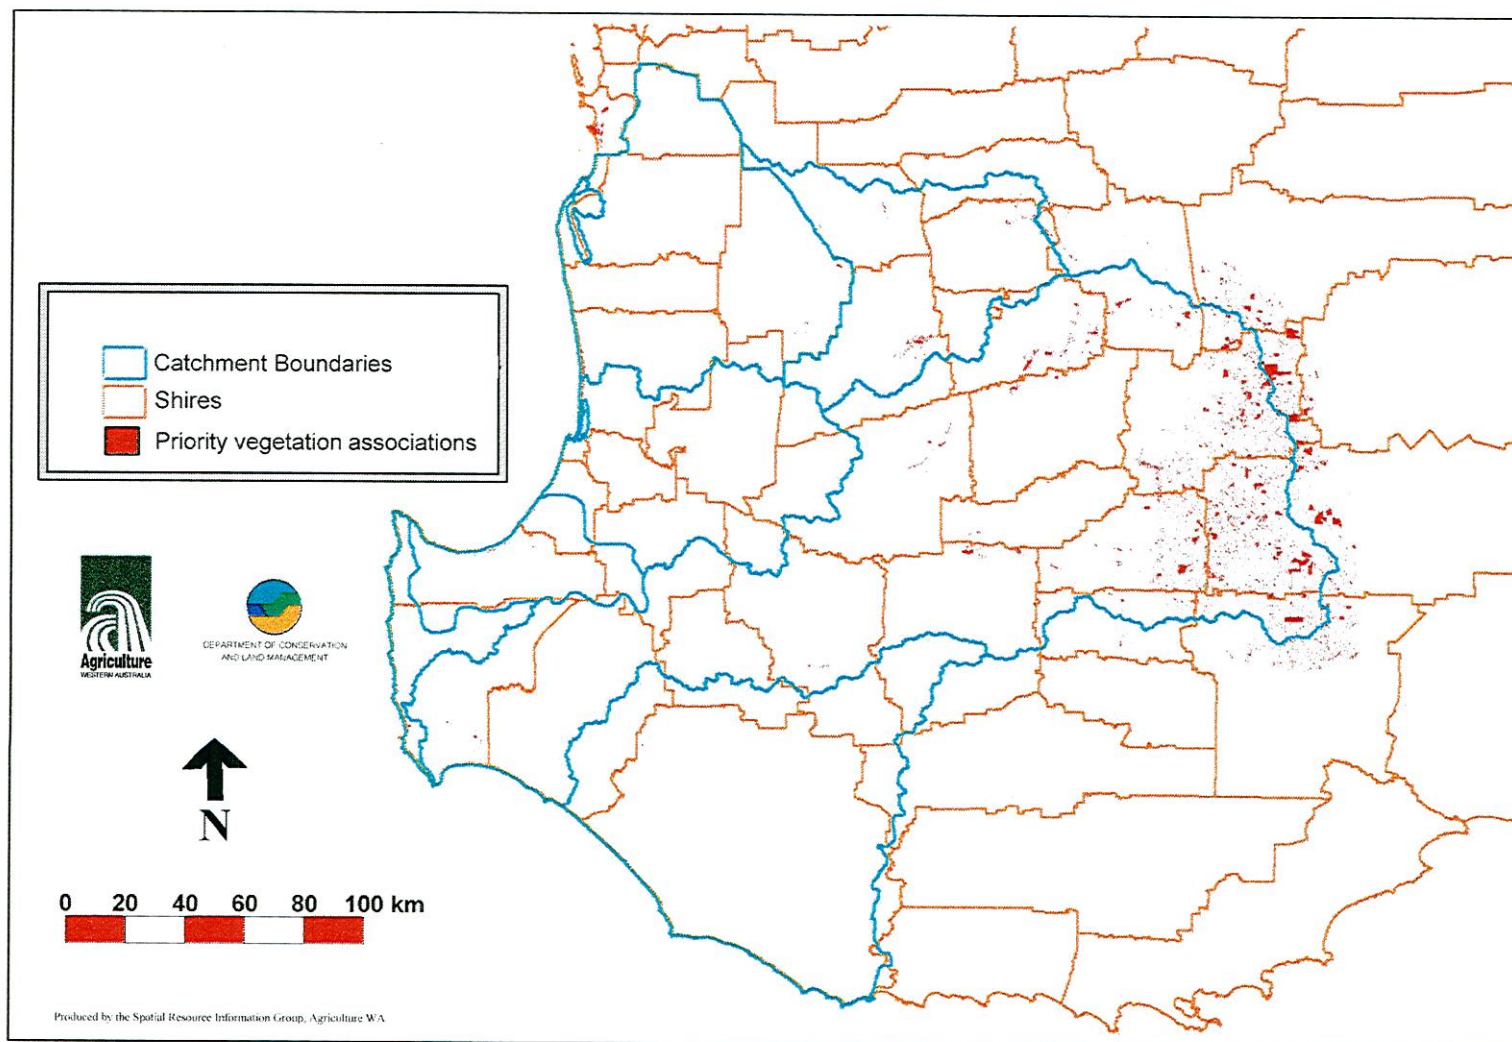 Catchment Boundaries
Shires
Priority vegetation associations
Agriculture
WESTERN AUSTRALIA
DEPARTMENT OF CONSERVATION
AND LAND MANAGEMENT
N
0 20 40 60 80 100 km
Produced by the Spatial Resource Information Group, Agriculture WA